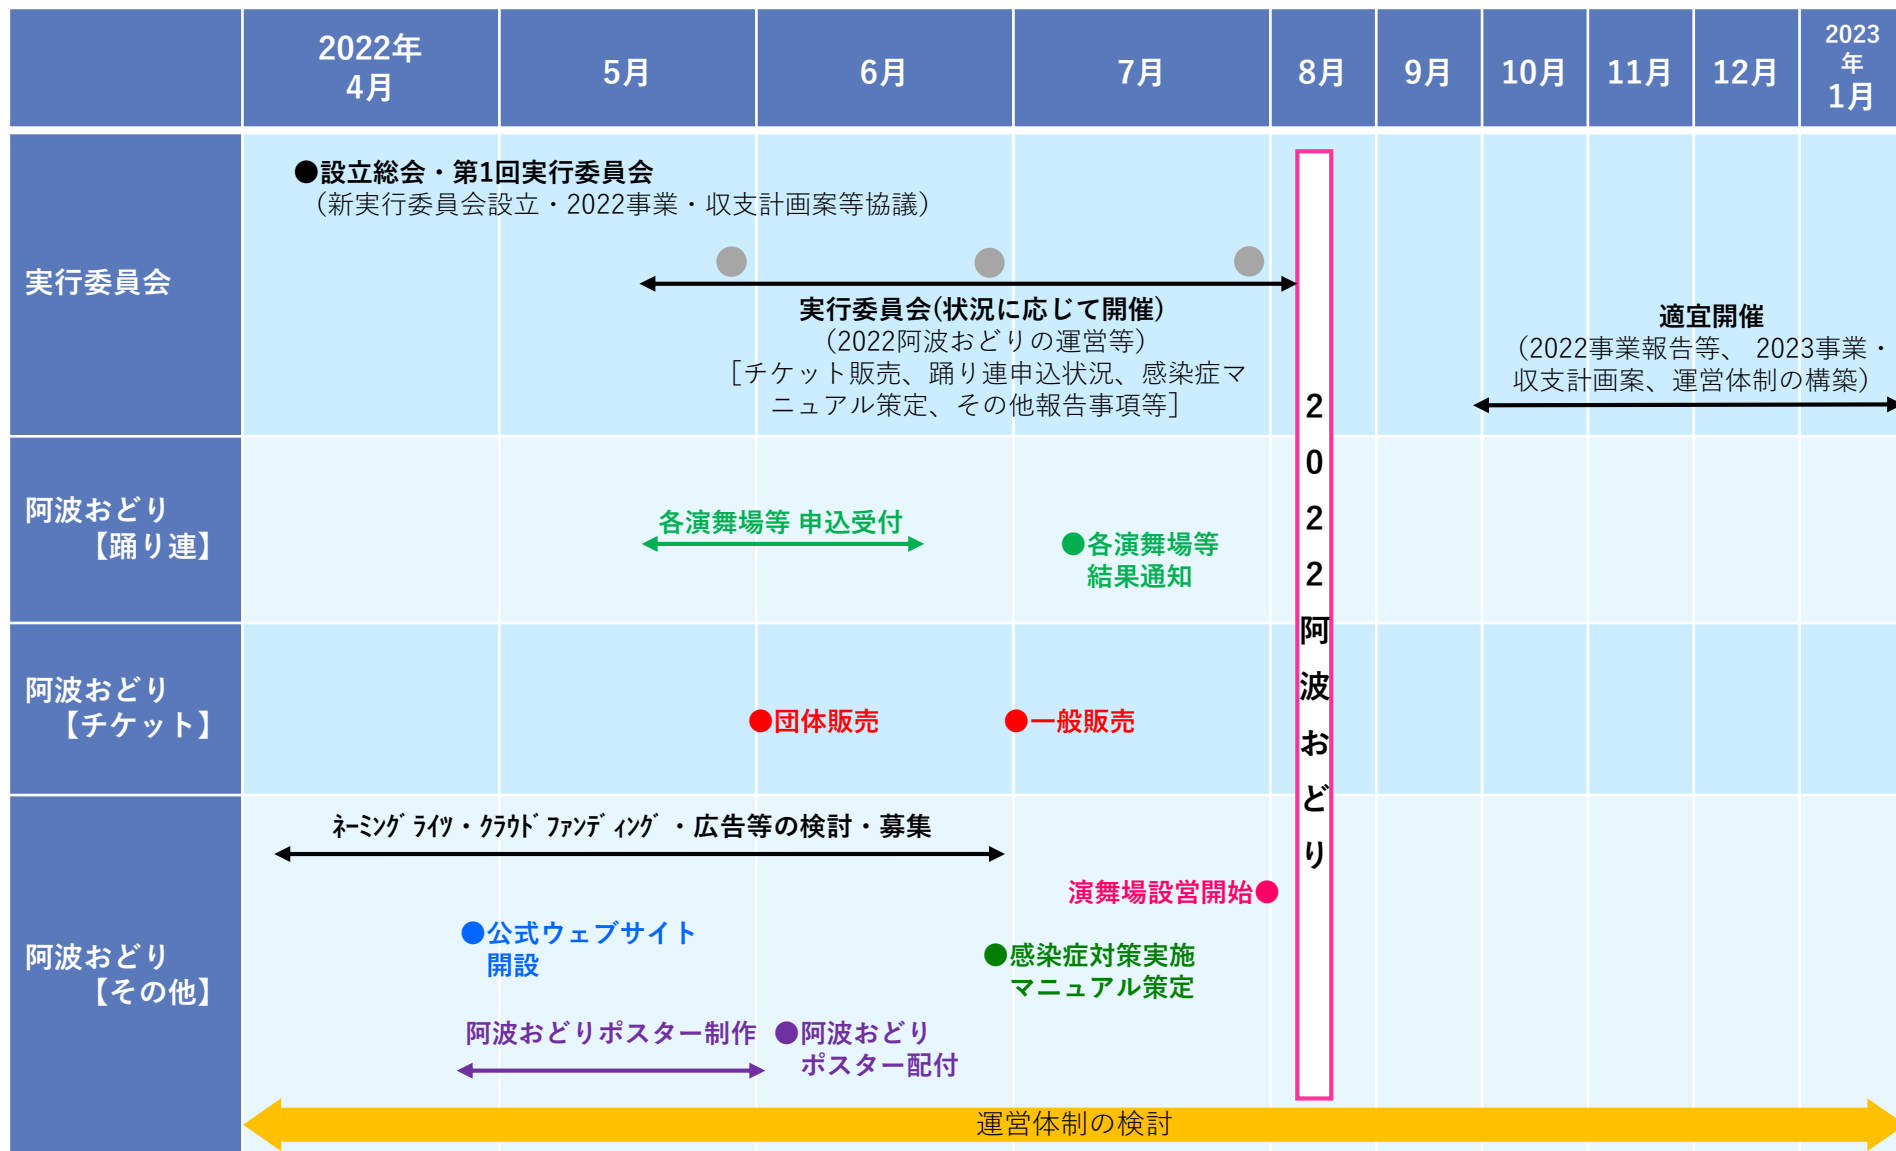 2022年
4月
5月
6月
7月
8月
9月
10月
11月
12月
2023
年
1月
実行委員会
●設立総会・第1回実行委員会
（新実行委員会設立・2022事業・収支計画案等協議）
実行委員会(状況に応じて開催)
（2022阿波おどりの運営等）
［チケット販売、踊り連申込状況、感染症マ
ニュアル策定、その他報告事項等］
適宜開催
（2022事業報告等、 2023事業・
収支計画案、運営体制の構築）
2022阿波おどり
阿波おどり
【踊り連】
各演舞場等 申込受付
●各演舞場等
結果通知
阿波おどり
【チケット】
●団体販売
●一般販売
阿波おどり
【その他】
ﾈｰﾐﾝｸﾞﾗｲﾂ・ｸﾗｳﾄﾞﾌｧﾝﾃﾞｨﾝｸﾞ・広告等の検討・募集
演舞場設営開始●
●公式ウェブサイト
開設
●感染症対策実施
マニュアル策定
阿波おどりポスター制作
●阿波おどり
ポスター配付
運営体制の検討